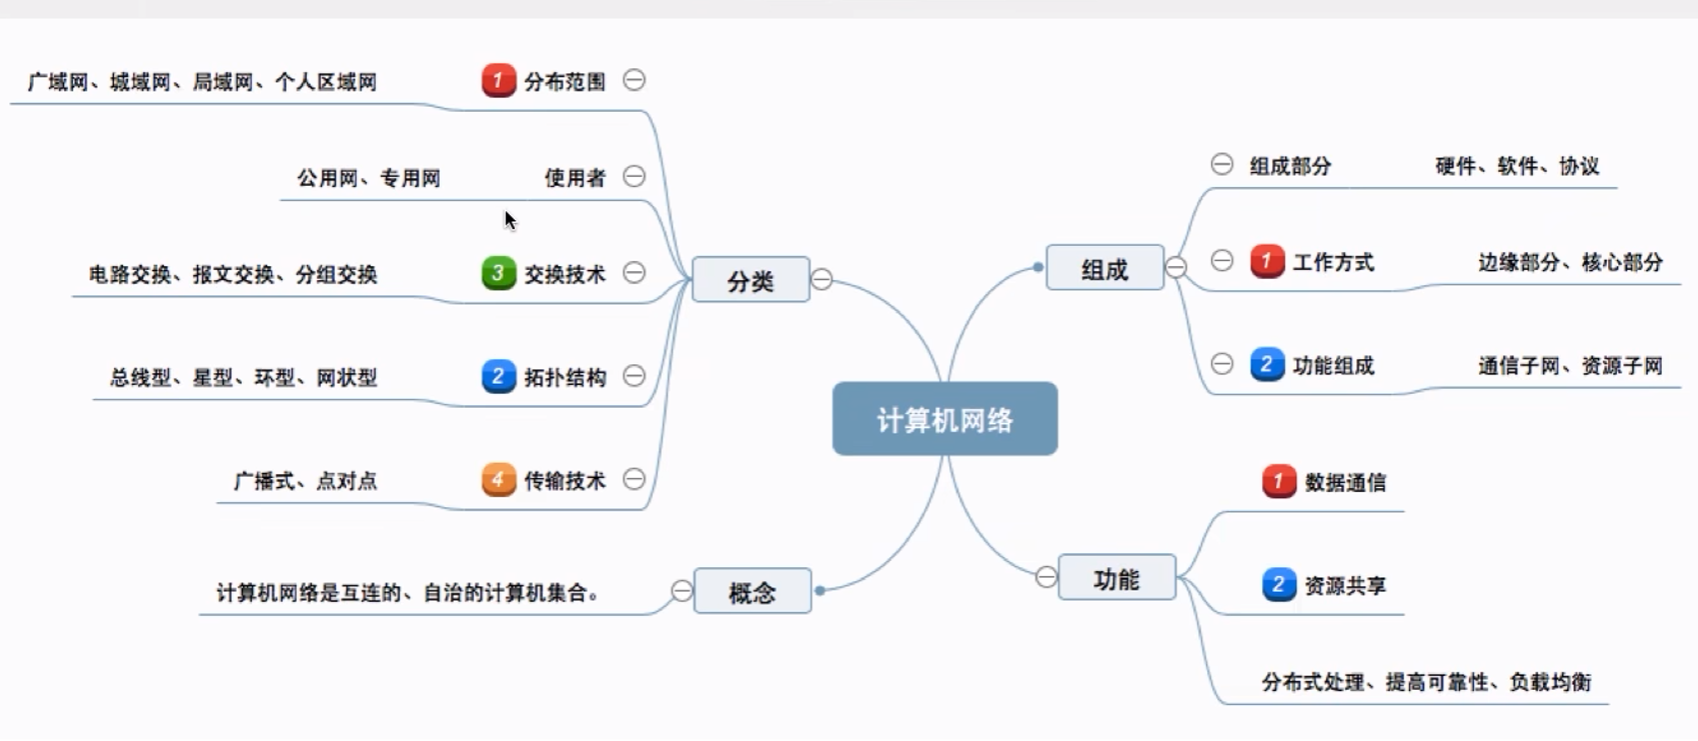 计算机网络
概念
计算机网络是互连的、自治的计算机集合。
组成
组成部分
硬件、软件、协议
1 工作方式
边缘部分、核心部分
2 功能组成
通信子网、资源子网
功能
1 数据通信
2 资源共享
分布式处理、提高可靠性、负载均衡
分类
1 分布范围
广域网、城域网、局域网、个人区域网
使用者
公用网、专用网
3 交换技术
电路交换、报文交换、分组交换
2 拓扑结构
总线型、星型、环型、网状型
4 传输技术
广播式、点对点